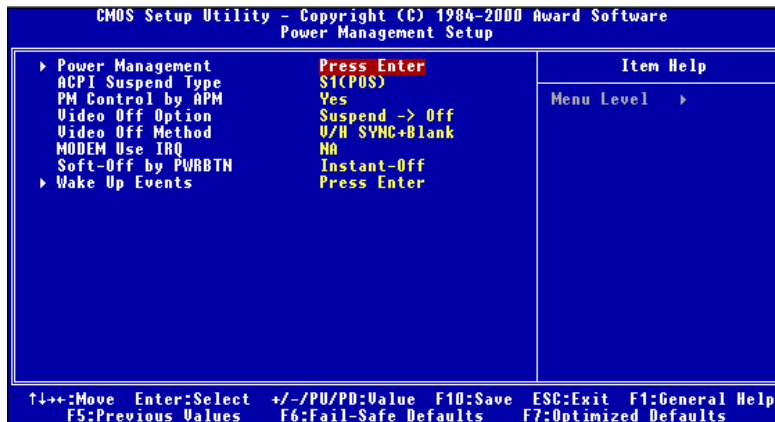 CMOS Setup Utility - Copyright (C) 1984-2000 Award Software
Power Management Setup
▸ Power Management Press Enter
ACPI Suspend Type S1(POS)
PM Control by APM Yes
Video Off Option Suspend -> Off
Video Off Method V/H SYNC+Blank
MODEM Use IRQ NA
Soft-Off by PWRBTN Instant-Off
▸ Wake Up Events Press Enter
Item Help
Menu Level ▸
↑↓→←:Move Enter:Select +/-/PU/PD:Value F10:Save ESC:Exit F1:General Help
F5:Previous Values F6:Fail-Safe Defaults F7:Optimized Defaults